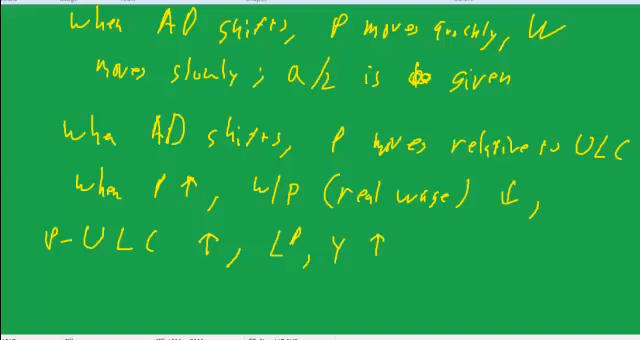 When AD shifts, P moves quickly, W
moves slowly; a/z is given
When AD shifts, P moves relative to ULC
When P ↑, W/P (real wage) ↓,
P-ULC ↑, L^D, Y ↑